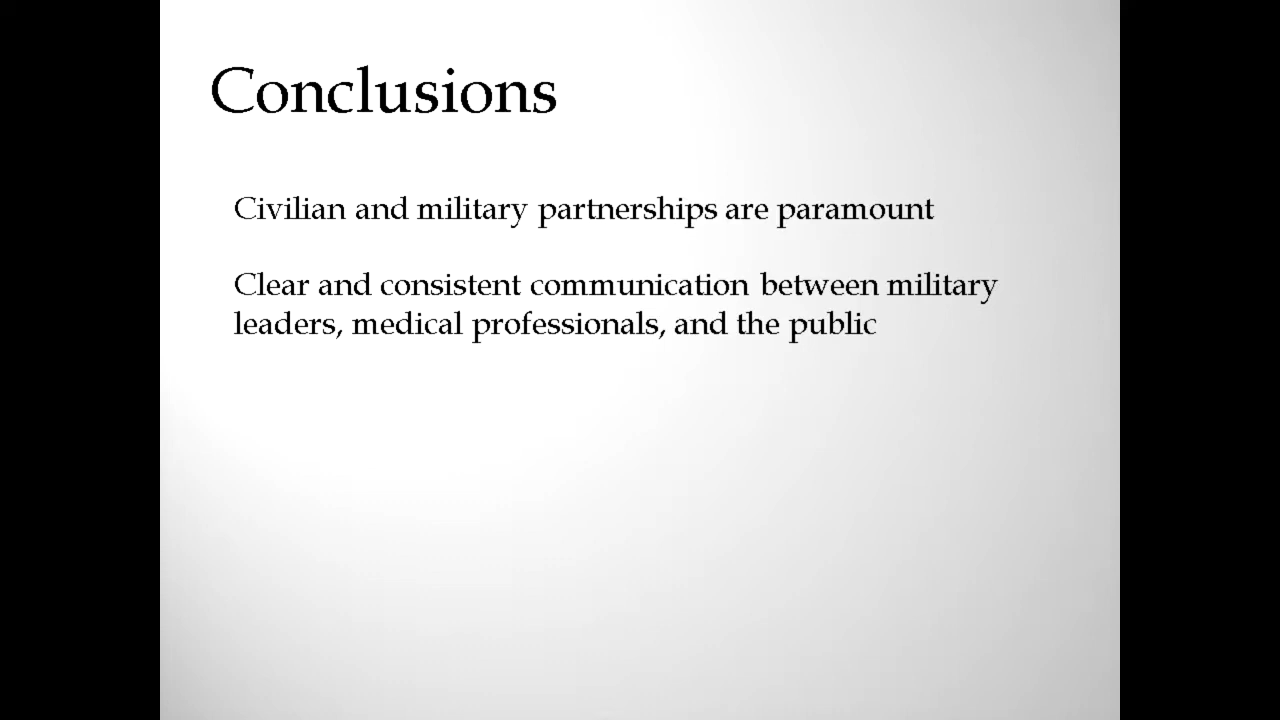 Conclusions
Civilian and military partnerships are paramount
Clear and consistent communication between military
leaders, medical professionals, and the public